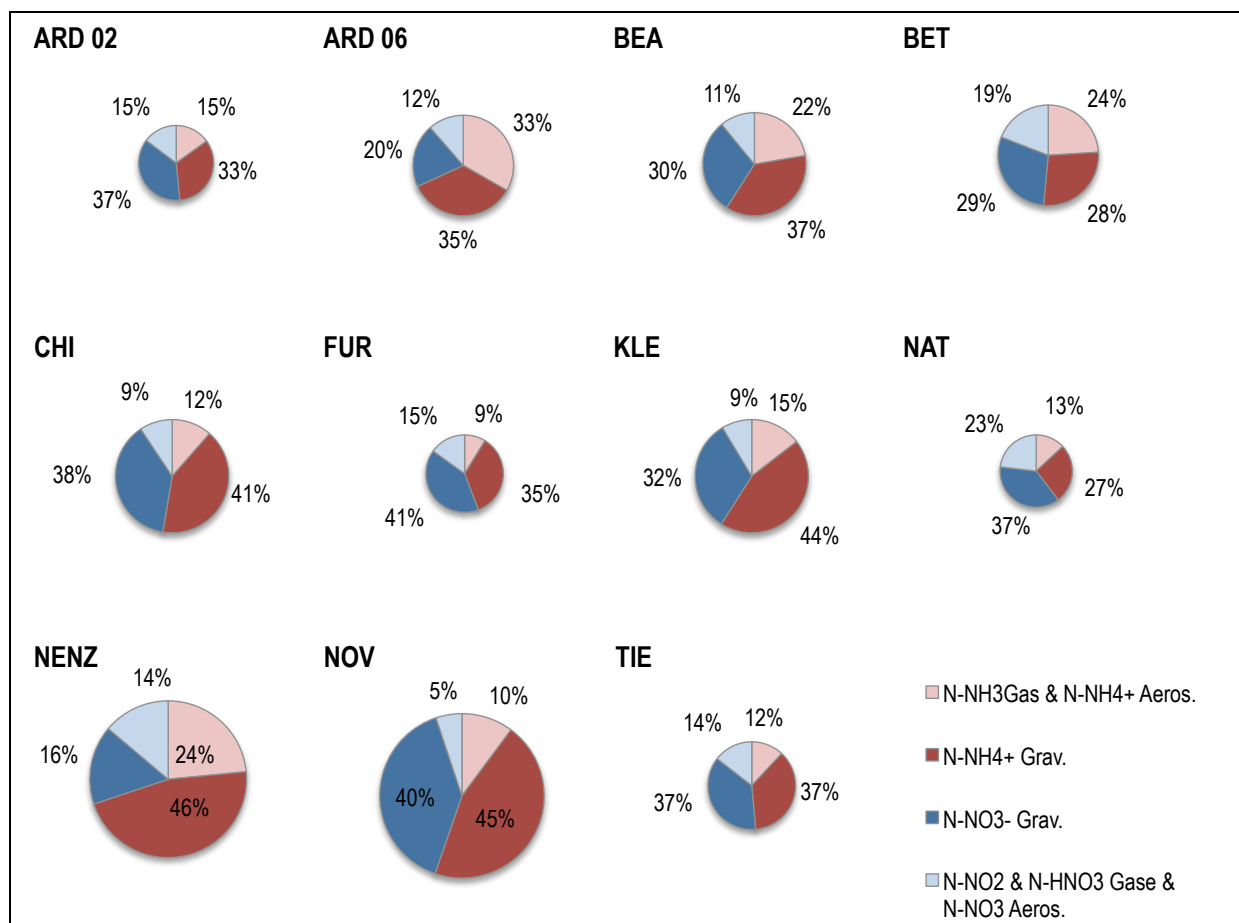 ARD 02
15%
15%
37%
33%
ARD 06
12%
33%
20%
35%
BEA
11%
22%
30%
37%
BET
19%
24%
29%
28%
CHI
9%
12%
38%
41%
FUR
15%
9%
41%
35%
KLE
9%
15%
32%
44%
NAT
23%
13%
37%
27%
NENZ
14%
16%
24%
46%
NOV
5%
10%
40%
45%
TIE
14%
12%
37%
37%
N-NH3Gas & N-NH4+ Aeros.
N-NH4+ Grav.
N-NO3- Grav.
N-NO2 & N-HNO3 Gase &
N-NO3 Aeros.